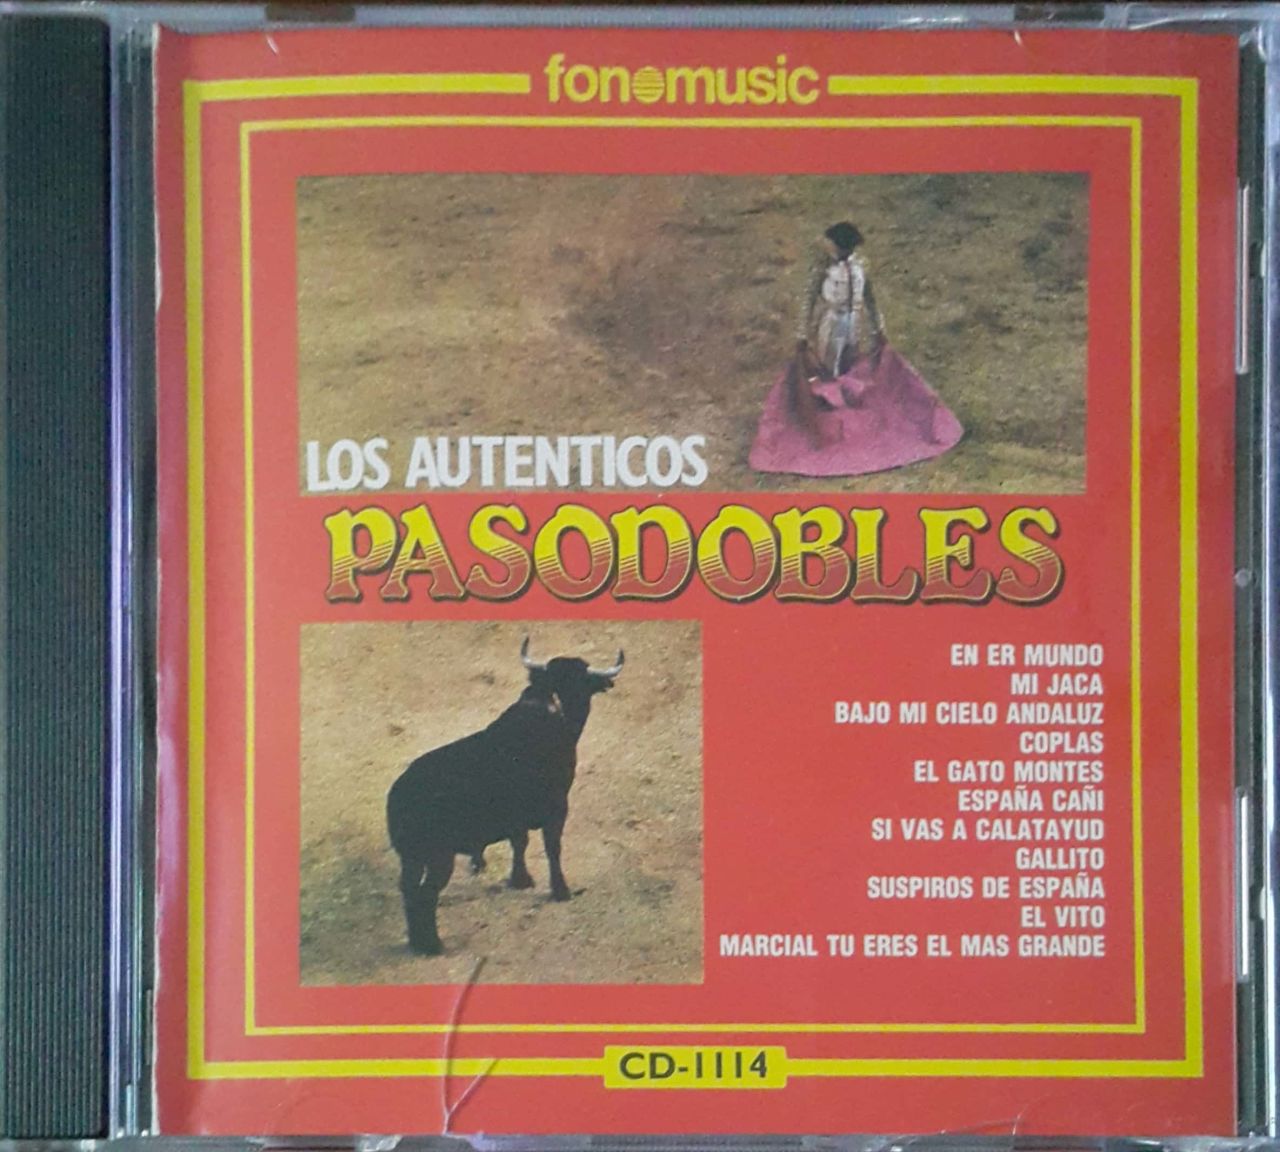 fonomusic
LOS AUTENTICOS
PASODOBLES
EN ER MUNDO
MI JACA
BAJO MI CIELO ANDALUZ
COPLAS
EL GATO MONTES
ESPAÑA CAÑI
SI VAS A CALATAYUD
GALLITO
SUSPIROS DE ESPAÑA
EL VITO
MARCIAL TU ERES EL MAS GRANDE
CD-1114